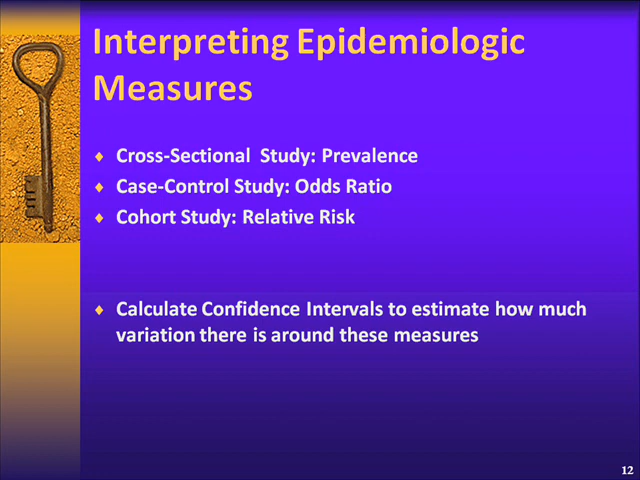 Interpreting Epidemiologic
Measures
Cross-Sectional Study: Prevalence
Case-Control Study: Odds Ratio
Cohort Study: Relative Risk
Calculate Confidence Intervals to estimate how much
variation there is around these measures
12